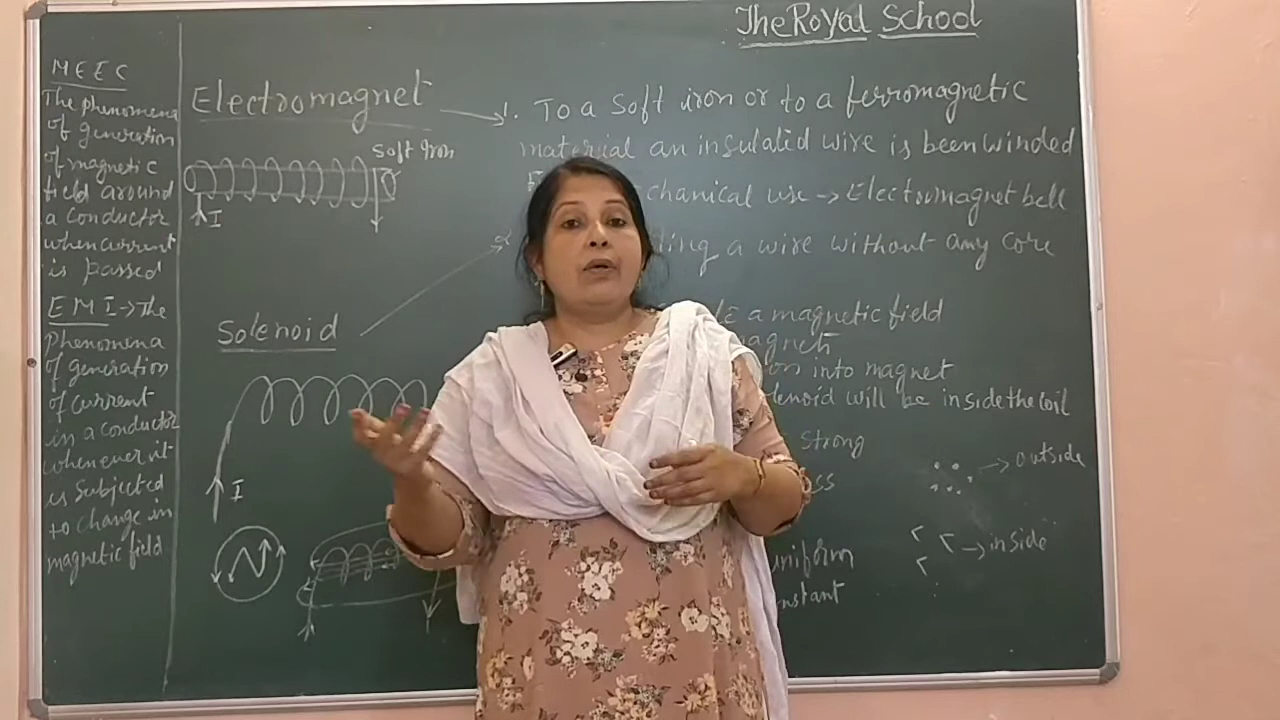 The Royal School
MEEC
The phenomena
of generation
of magnetic
field around
a conductor
when current
is passed
EMI → The
phenomena
of generation
of current
in a conductor
whenever it
is subjected
to change in
magnetic field
Electromagnet
Soft Iron
I
Solenoid
I
N
1. To a soft iron or to a ferromagnetic
material an insulated wire is been winded
chanical use → Electromagnet bell
a wire without any core
a magnetic field
into magnet
lenoid will be inside the coil
strong
→ outside
→ inside
uniform
nstant